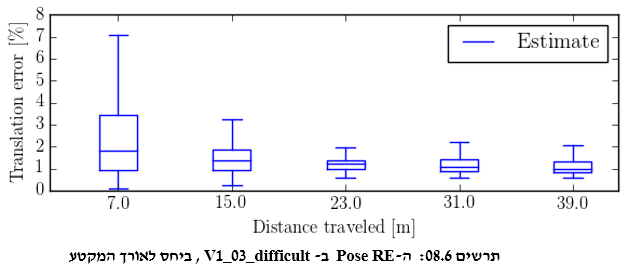 8
7
6
5
4
3
2
1
0
Translation error [%]
Estimate
7.0 15.0 23.0 31.0 39.0
Distance traveled [m]
תרשים 08.6: ה-Pose RE ב- V1_03_difficult , ביחס לאורך המקטע